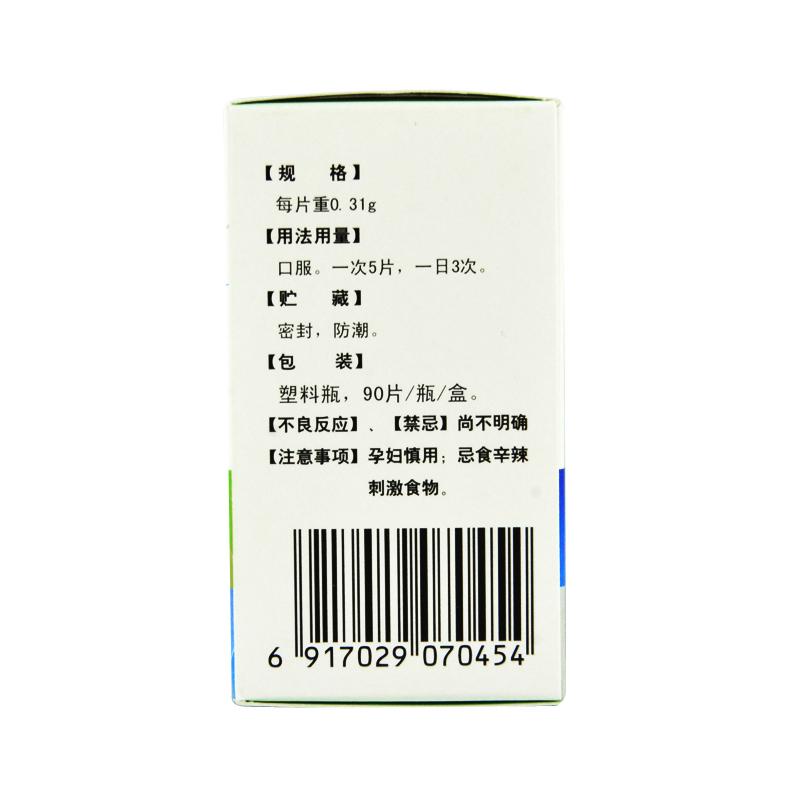 【规 格】
每片重0.31g
【用法用量】
口服。一次5片，一日3次。
【贮 藏】
密封，防潮。
【包 装】
塑料瓶，90片/瓶/盒。
【不良反应】、【禁忌】尚不明确
【注意事项】孕妇慎用；忌食辛辣
刺激食物。
6 917029 070454